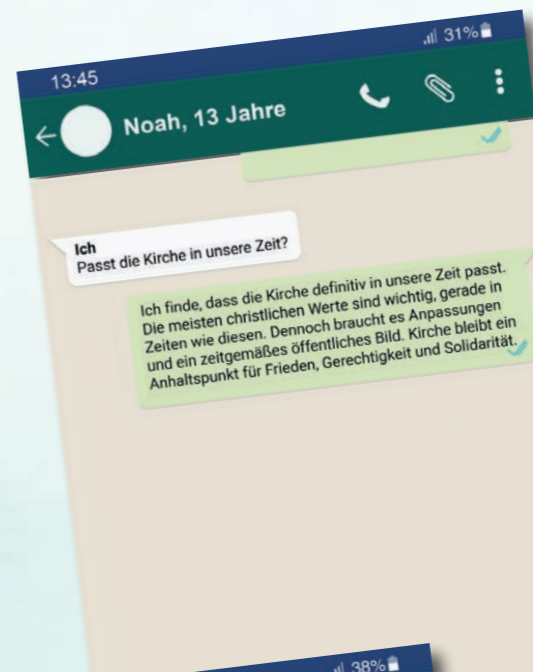 31%
13:45
Noah, 13 Jahre
Ich
Passt die Kirche in unsere Zeit?
Ich finde, dass die Kirche definitiv in unsere Zeit passt.
Die meisten christlichen Werte sind wichtig, gerade in
Zeiten wie diesen. Dennoch braucht es Anpassungen
und ein zeitgemäßes öffentliches Bild. Kirche bleibt ein
Anhaltspunkt für Frieden, Gerechtigkeit und Solidarität.
38%